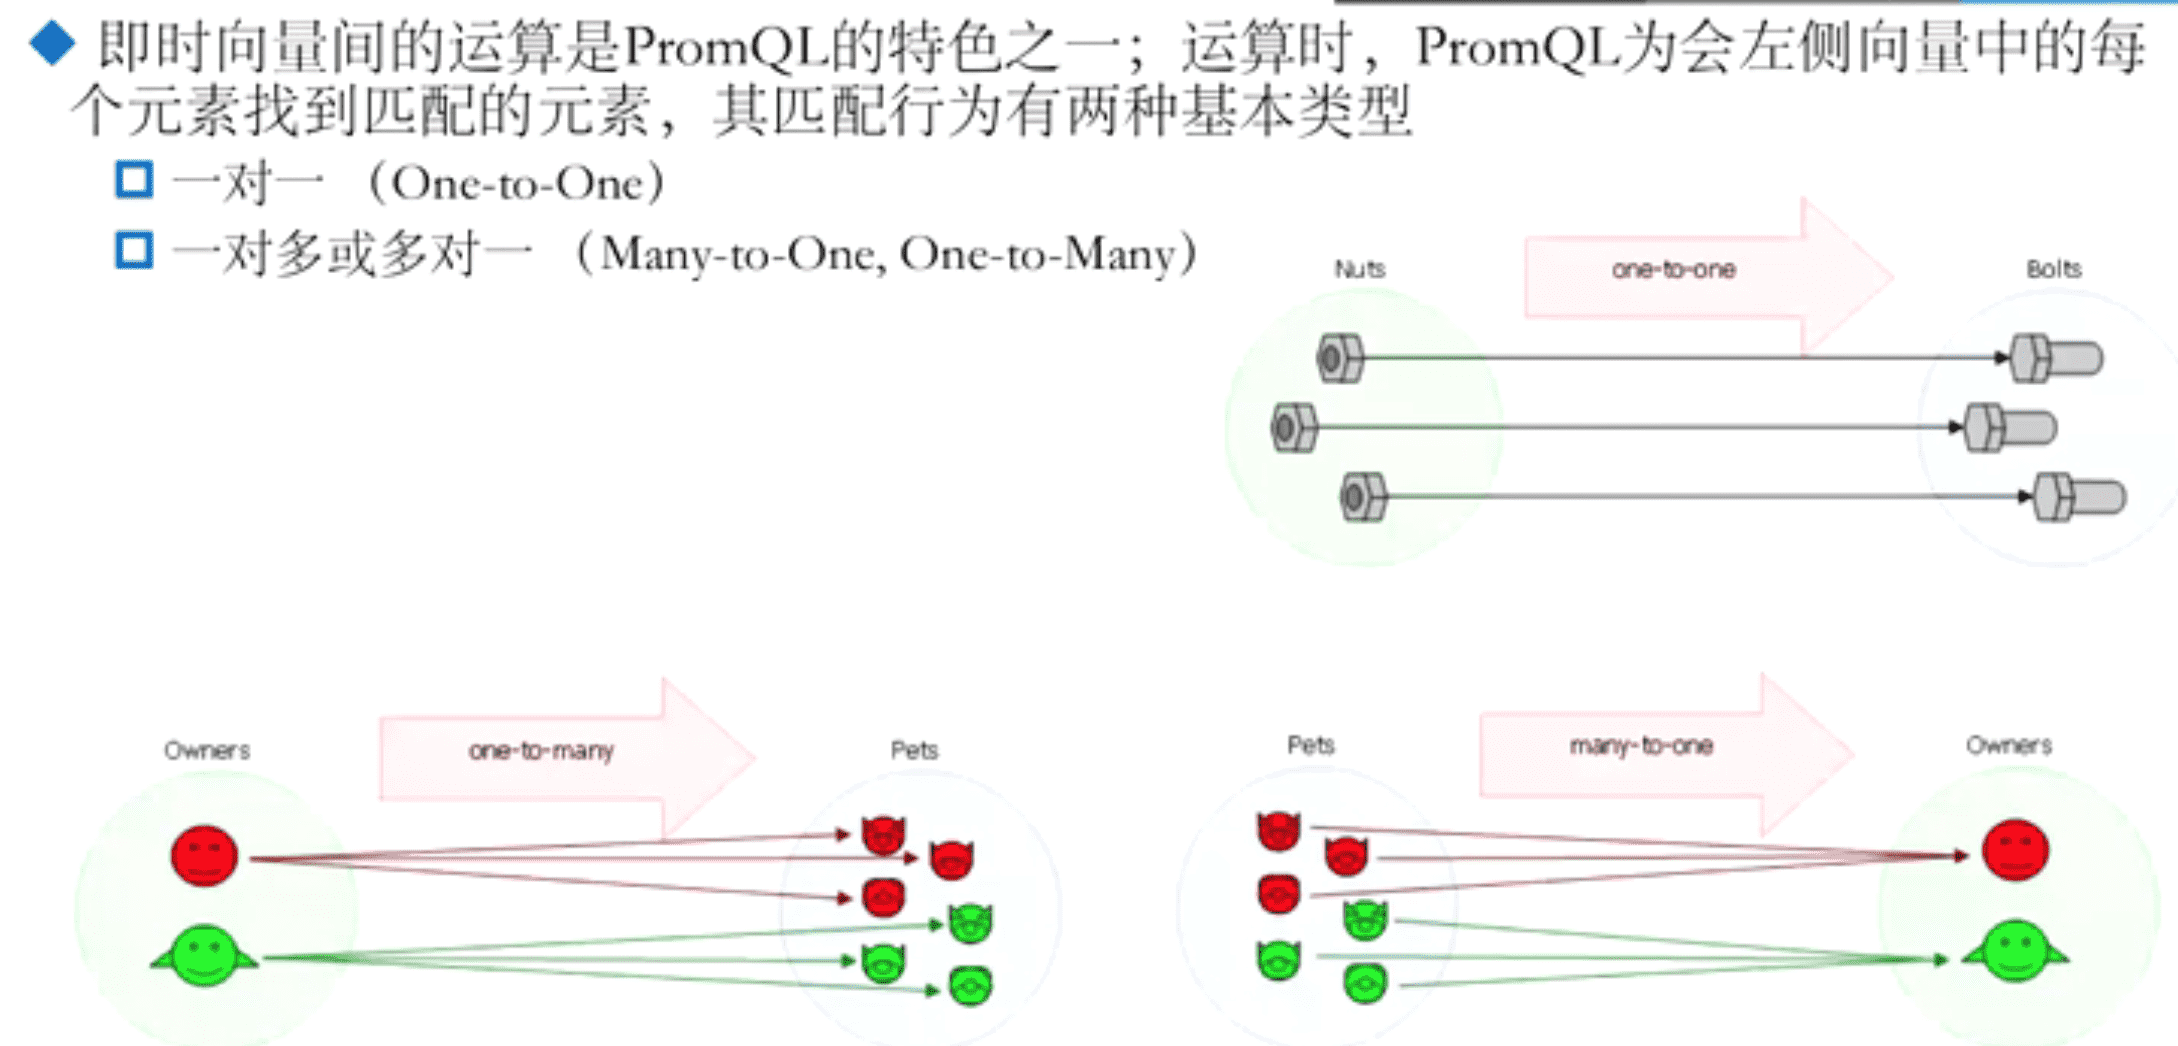 即时向量间的运算是PromQL的特色之一；运算时，PromQL为会左侧向量中的每
个元素找到匹配的元素，其匹配行为有两种基本类型
一对一 （One-to-One）
一对多或多对一 （Many-to-One, One-to-Many）
Nuts
one-to-one
Bolts
Owners
one-to-many
Pets
Pets
many-to-one
Owners